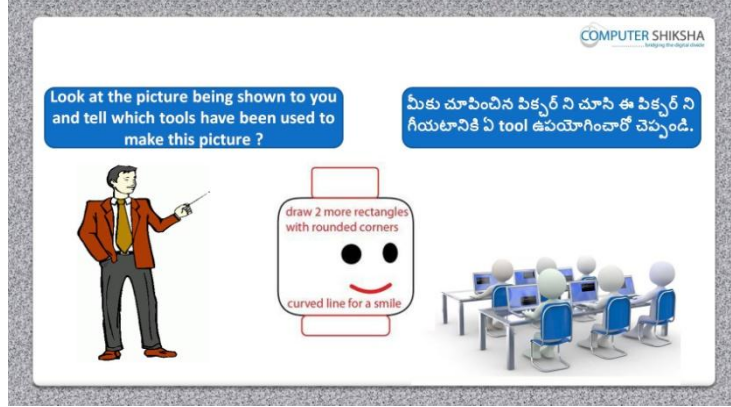 COMPUTER SHIKSHA
bridging the digital divide
Look at the picture being shown to you
and tell which tools have been used to
make this picture ?
మీకు చూపించిన పిక్చర్ ని చూసి ఈ పిక్చర్ ని
గీయటానికి ఏ tool ఉపయోగించారో చెప్పండి.
draw 2 more rectangles
with rounded corners
curved line for a smile